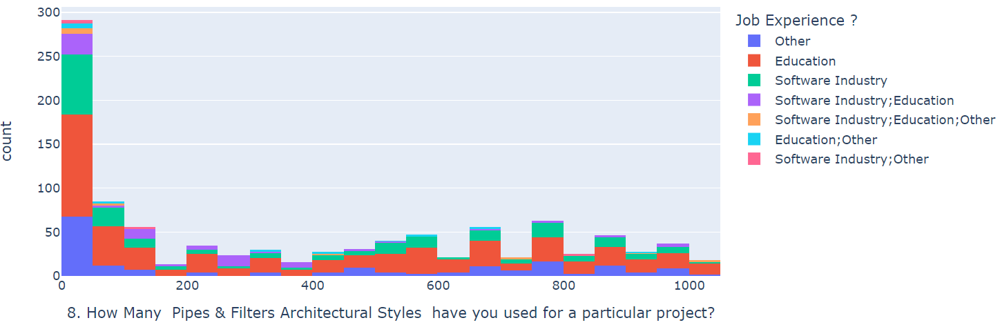 300
250
200
150
100
50
0
count
0 200 400 600 800 1000
8. How Many  Pipes & Filters Architectural Styles  have you used for a particular project?
Job Experience ?
Other
Education
Software Industry
Software Industry;Education
Software Industry;Education;Other
Education;Other
Software Industry;Other